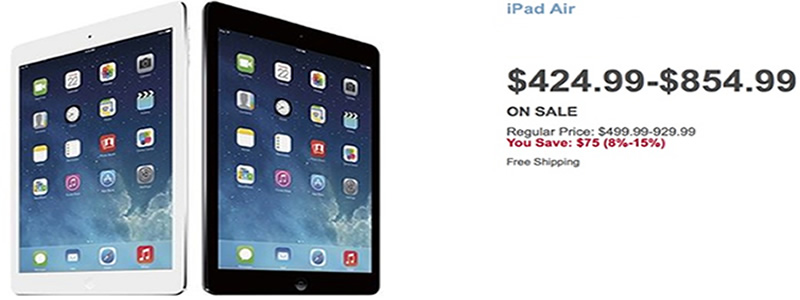 iPad Air
$424.99-$854.99
ON SALE
Regular Price: $499.99-929.99
You Save: $75 (8%-15%)
Free Shipping